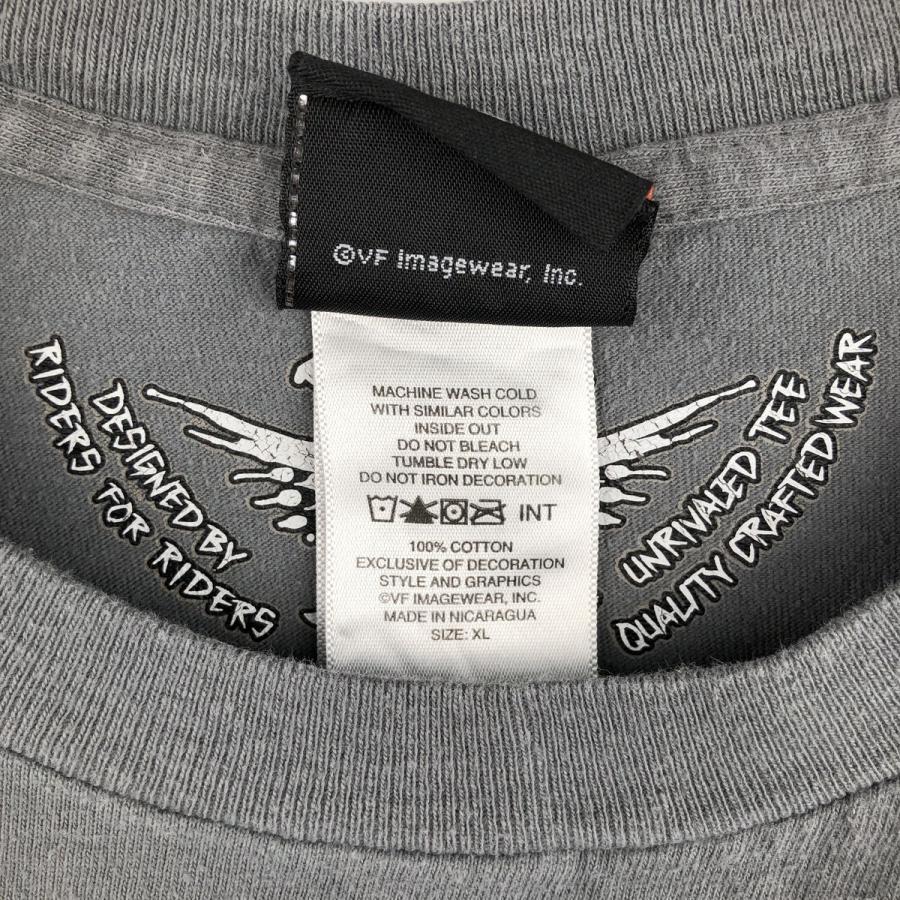 ©VF Imagewear, Inc.
MACHINE WASH COLD
WITH SIMILAR COLORS
INSIDE OUT
DO NOT BLEACH
TUMBLE DRY LOW
DO NOT IRON DECORATION
INT
100% COTTON
EXCLUSIVE OF DECORATION
STYLE AND GRAPHICS
©VF IMAGEWEAR, INC.
MADE IN NICARAGUA
SIZE: XL
DESIGNED BY
RIDERS FOR RIDERS
UNRIVALED TEE
QUALITY CRAFTED WEAR